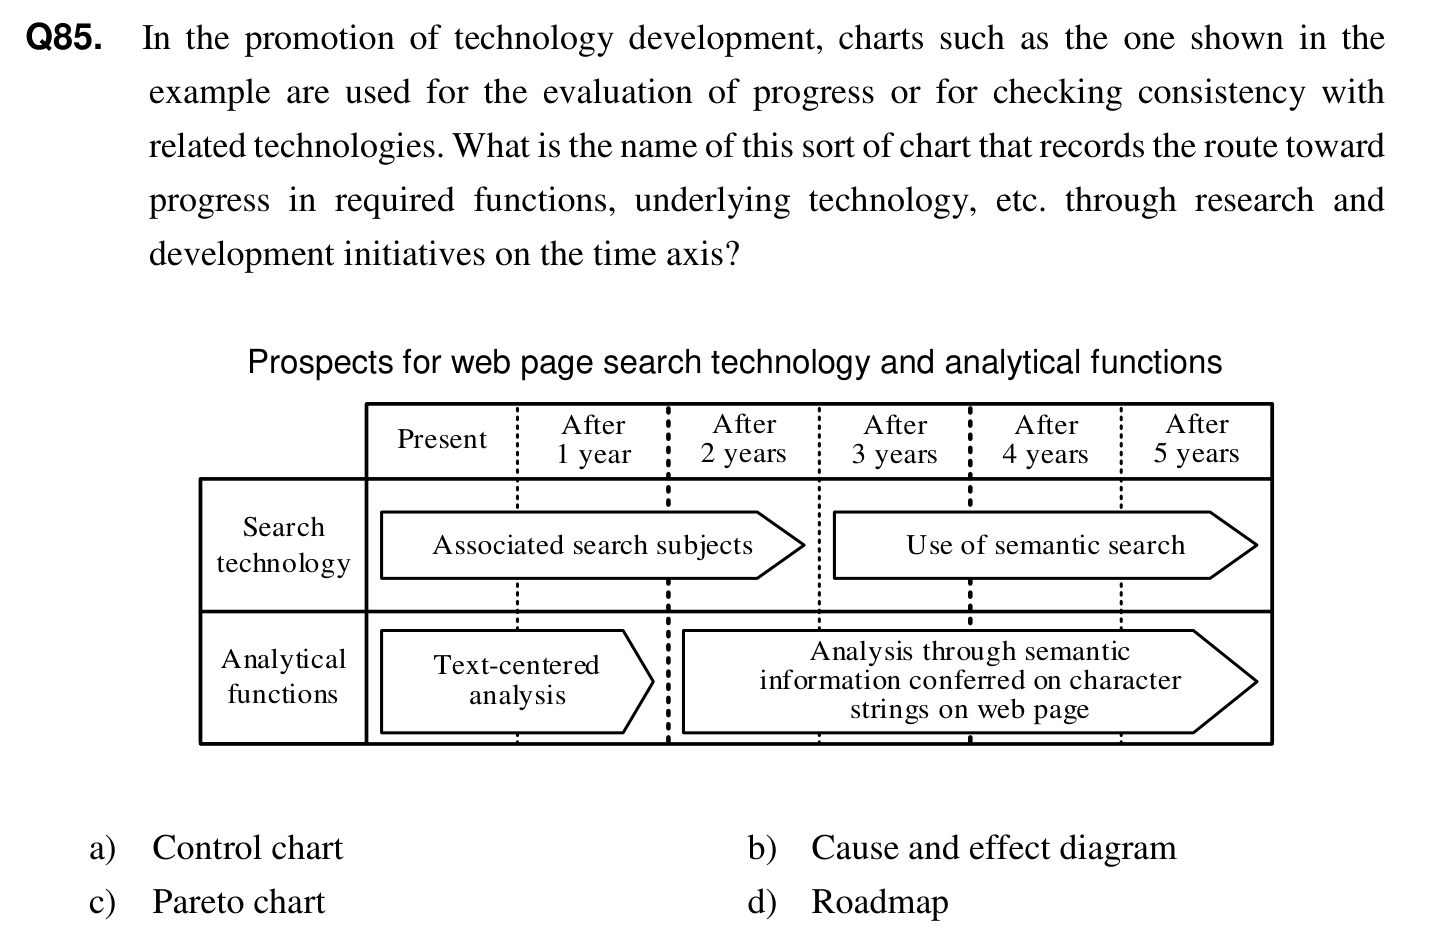 Q85. In the promotion of technology development, charts such as the one shown in the
example are used for the evaluation of progress or for checking consistency with
related technologies. What is the name of this sort of chart that records the route toward
progress in required functions, underlying technology, etc. through research and
development initiatives on the time axis?
Prospects for web page search technology and analytical functions
Present
After
1 year
After
2 years
After
3 years
After
4 years
After
5 years
Search
technology
Associated search subjects
Use of semantic search
Analytical
functions
Text-centered
analysis
Analysis through semantic
information conferred on character
strings on web page
a) Control chart
b) Cause and effect diagram
c) Pareto chart
d) Roadmap